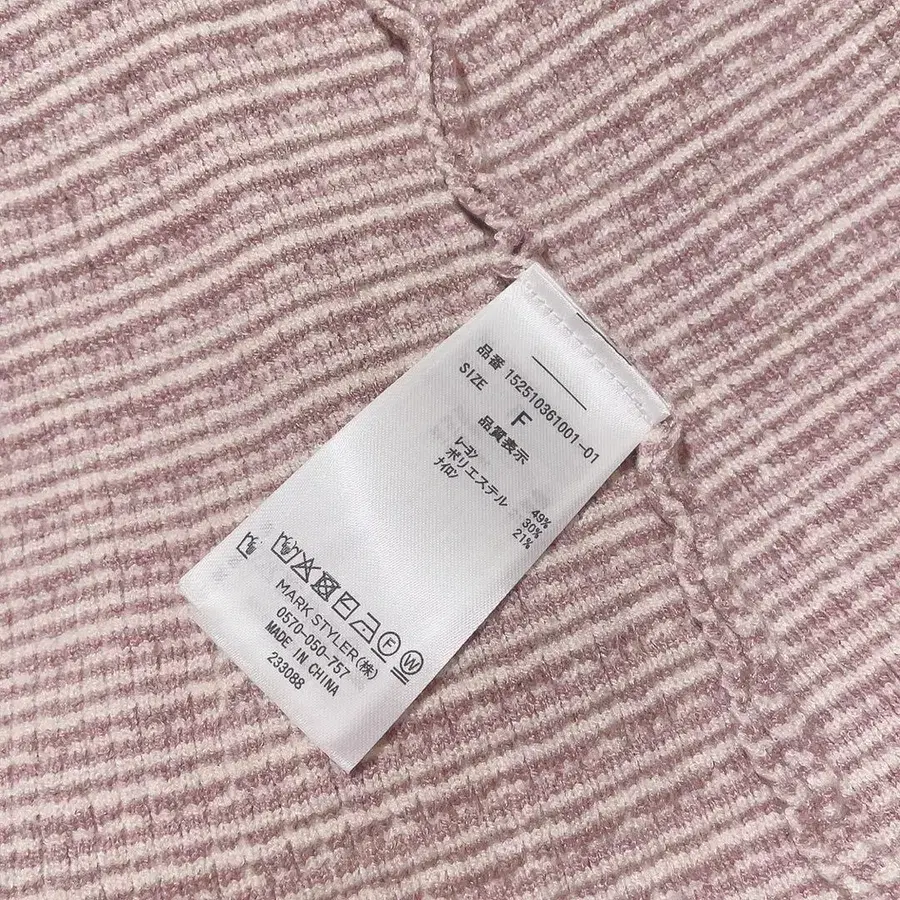 品番 152510361001-01
SIZE F
品質表示
レーヨン 49%
ポリエステル 30%
ナイロン 21%
MARK STYLER(株)
0570-050-757
MADE IN CHINA
233088